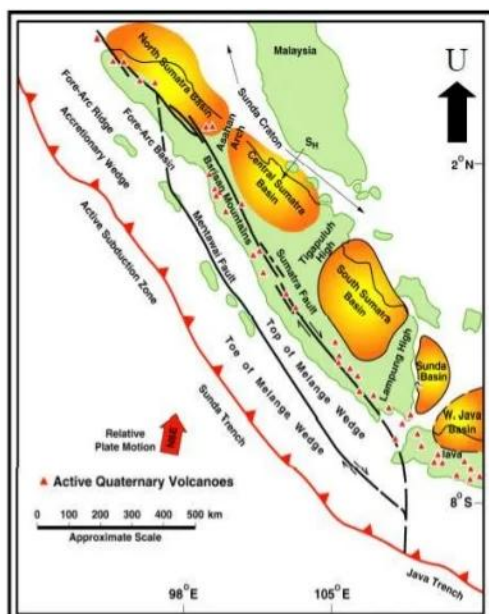 Malaysia
U
North Sumatra Basin
Sunda Craton
Asahan
Arch
SH
2°N
Fore-Arc Ridge
Accretionary Wedge
Fore-Arc Basin
Central Sumatra
Basin
Barisan Mountains
Active Subduction Zone
Mentawai Fault
Tigapuluh
High
Sumatra Fault
South Sumatra
Basin
Top of Melange Wedge
Toe of Melange Wedge
Lampung High
Sunda
Basin
W. Java
Basin
Java
Sunda Trench
Relative
Plate Motion
N6E
Active Quaternary Volcanoes
0 100 200 300 400 500 km
Approximate Scale
8°S
Java Trench
98°E
105°E